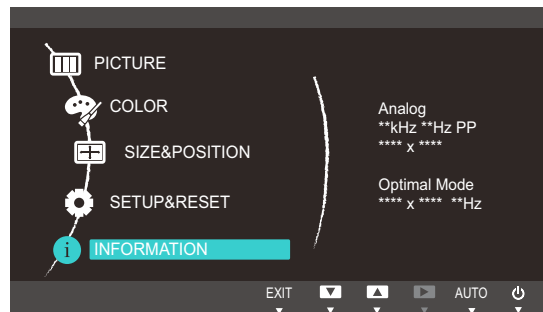 PICTURE
COLOR
SIZE&POSITION
SETUP&RESET
i INFORMATION
Analog
**kHz **Hz PP
**** x ****
Optimal Mode
**** x **** **Hz
EXIT AUTO